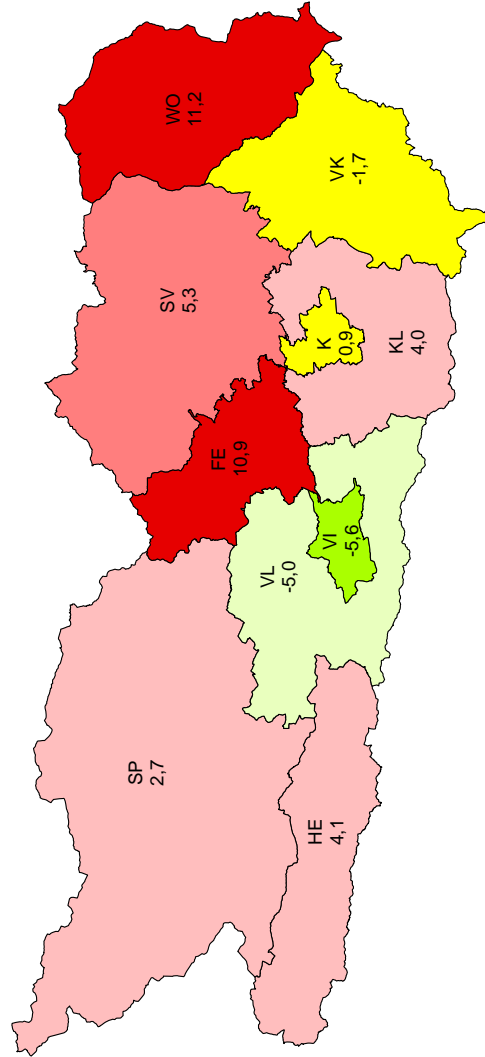 SP
2,7
HE
4,1
VL
-5,0
VI
-5,6
FE
10,9
SV
5,3
K
0,9
KL
4,0
WO
11,2
VK
-1,7